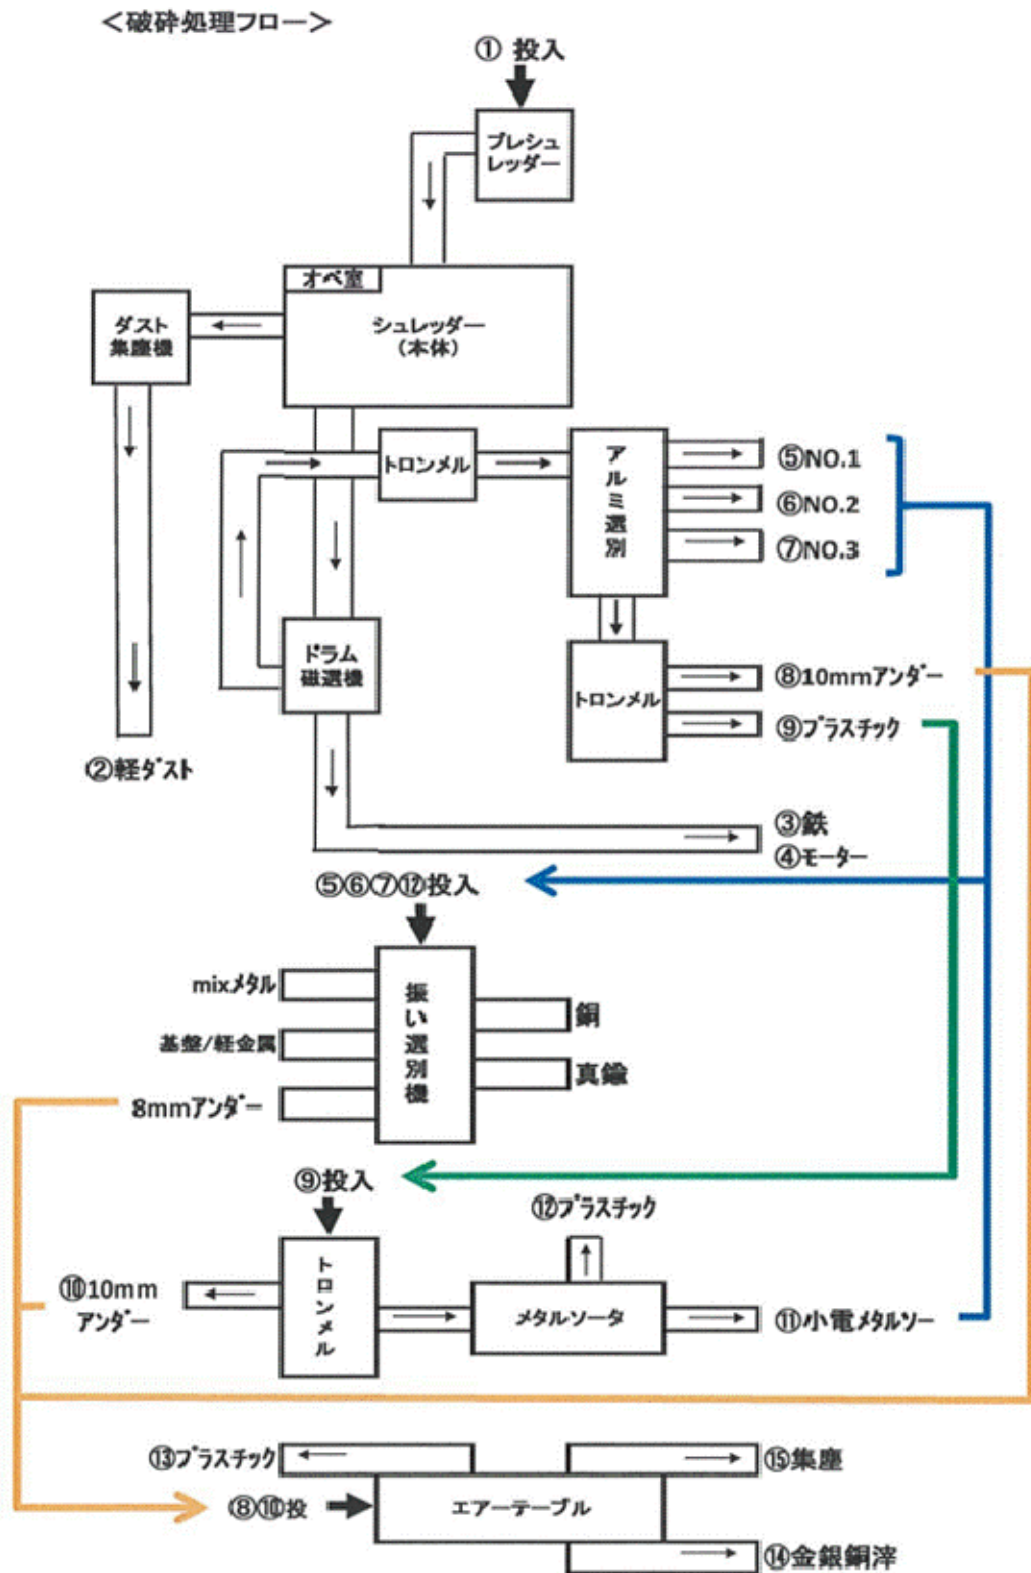 ＜破砕処理フロー＞
① 投入
プレシュ
レッダー
オペ室
シュレッダー
（本体）
ダスト
集塵機
トロンメル
アルミ選別
⑤NO.1
⑥NO.2
⑦NO.3
ドラム
磁選機
トロンメル
⑧10mmアンダー
⑨プラスチック
②軽ダスト
③鉄
④モーター
⑤⑥⑦⑫投入
mixメタル
基盤/軽金属
8mmアンダー
振い選別機
銅
真鍮
⑨投入
⑫プラスチック
⑩10mm
アンダー
トロンメル
メタルソータ
⑪小電メタルソー
⑬プラスチック
⑮集塵
⑧⑩投
エアーテーブル
⑭金銀銅滓